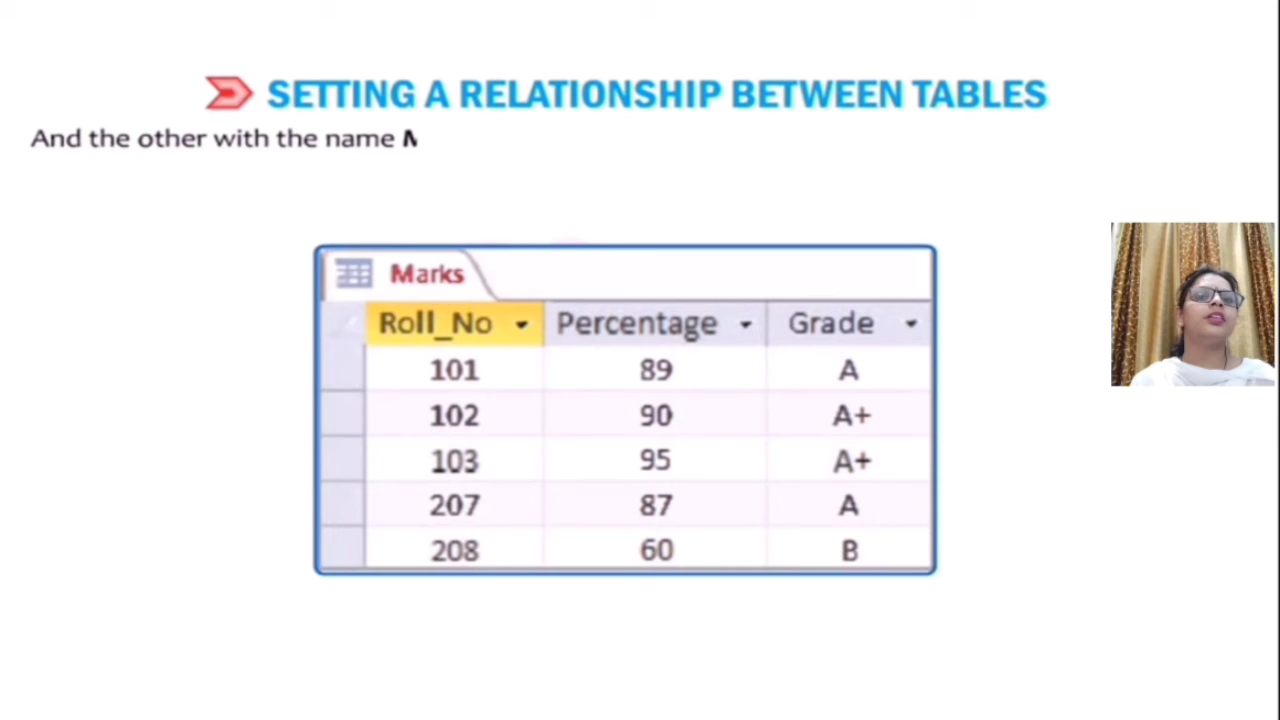 SETTING A RELATIONSHIP BETWEEN TABLES
And the other with the name M
Marks
Roll_No Percentage Grade
101 89 A
102 90 A+
103 95 A+
207 87 A
208 60 B